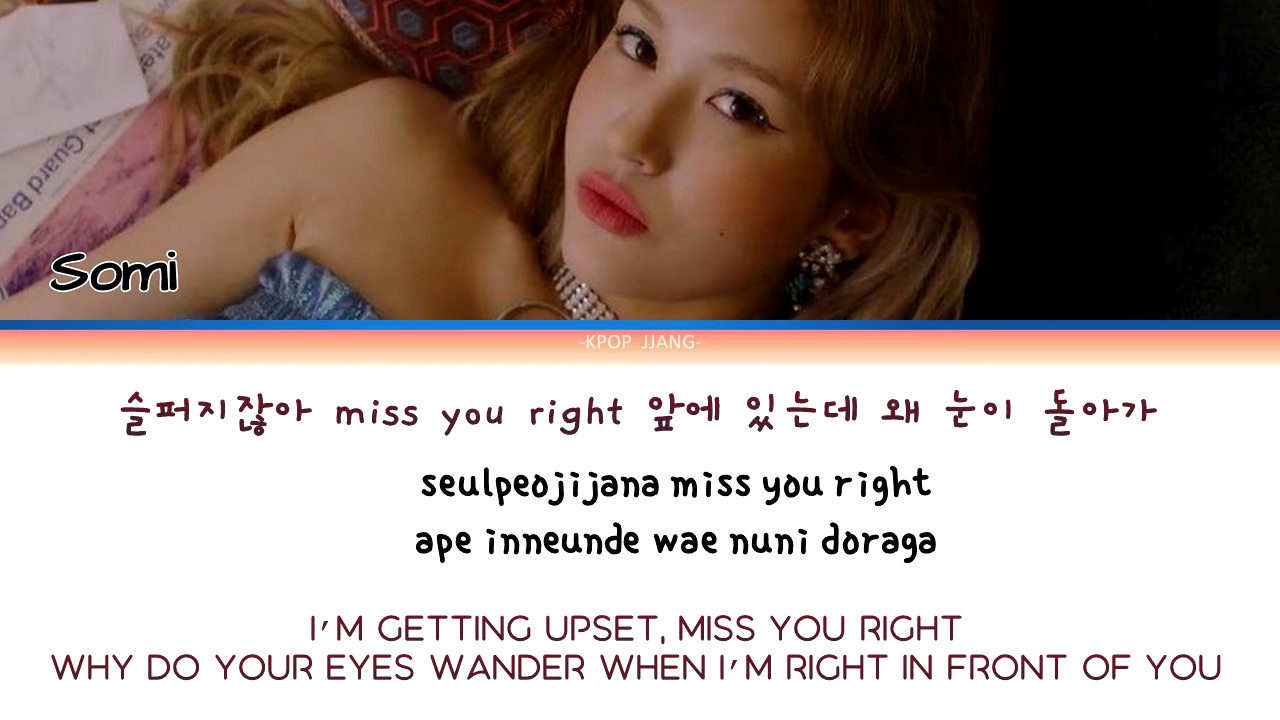 Guard Ban
Somi
-KPOP JJANG-
슬퍼지잖아 miss you right 앞에 있는데 왜 눈이 돌아가
seulpeojijana miss you right
ape inneunde wae nuni doraga
I'M GETTING UPSET, MISS YOU RIGHT
WHY DO YOUR EYES WANDER WHEN I'M RIGHT IN FRONT OF YOU